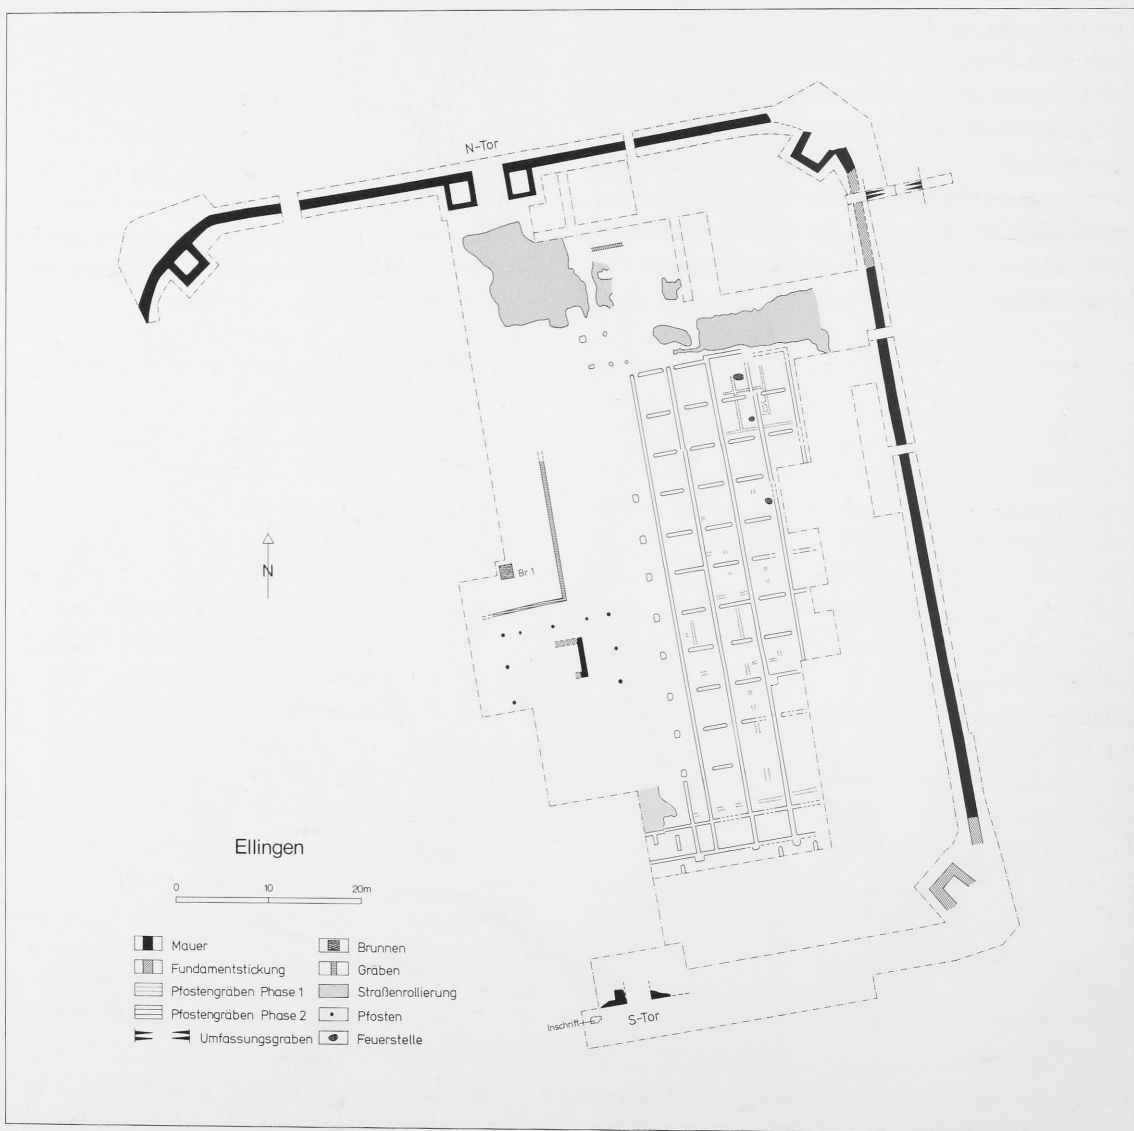 N-Tor
N
Br 1
Ellingen
0 10 20m
Mauer
Fundamentstickung
Pfostengräben Phase 1
Pfostengräben Phase 2
Umfassungsgraben
Brunnen
Gräben
Straßenrollierung
Pfosten
Feuerstelle
Inschrift
S-Tor